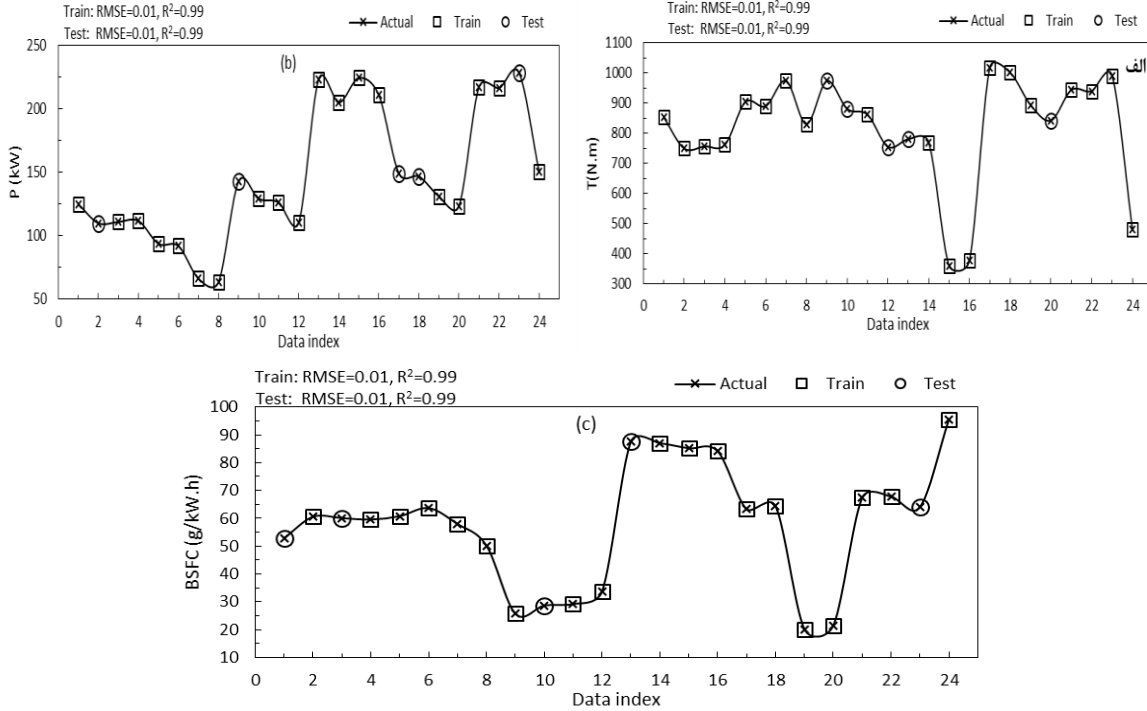 Train: RMSE=0.01, R²=0.99
Test: RMSE=0.01, R²=0.99
Actual Train Test
(b)
P (kW)
250
200
150
100
50
0 2 4 6 8 10 12 14 16 18 20 22 24
Data index
Train: RMSE=0.01, R²=0.99
Test: RMSE=0.01, R²=0.99
Actual Train Test
الف
T(N.m)
1100
1000
900
800
700
600
500
400
300
0 2 4 6 8 10 12 14 16 18 20 22 24
Data index
Train: RMSE=0.01, R²=0.99
Test: RMSE=0.01, R²=0.99
Actual Train Test
(c)
BSFC (g/kW.h)
100
90
80
70
60
50
40
30
20
10
0 2 4 6 8 10 12 14 16 18 20 22 24
Data index